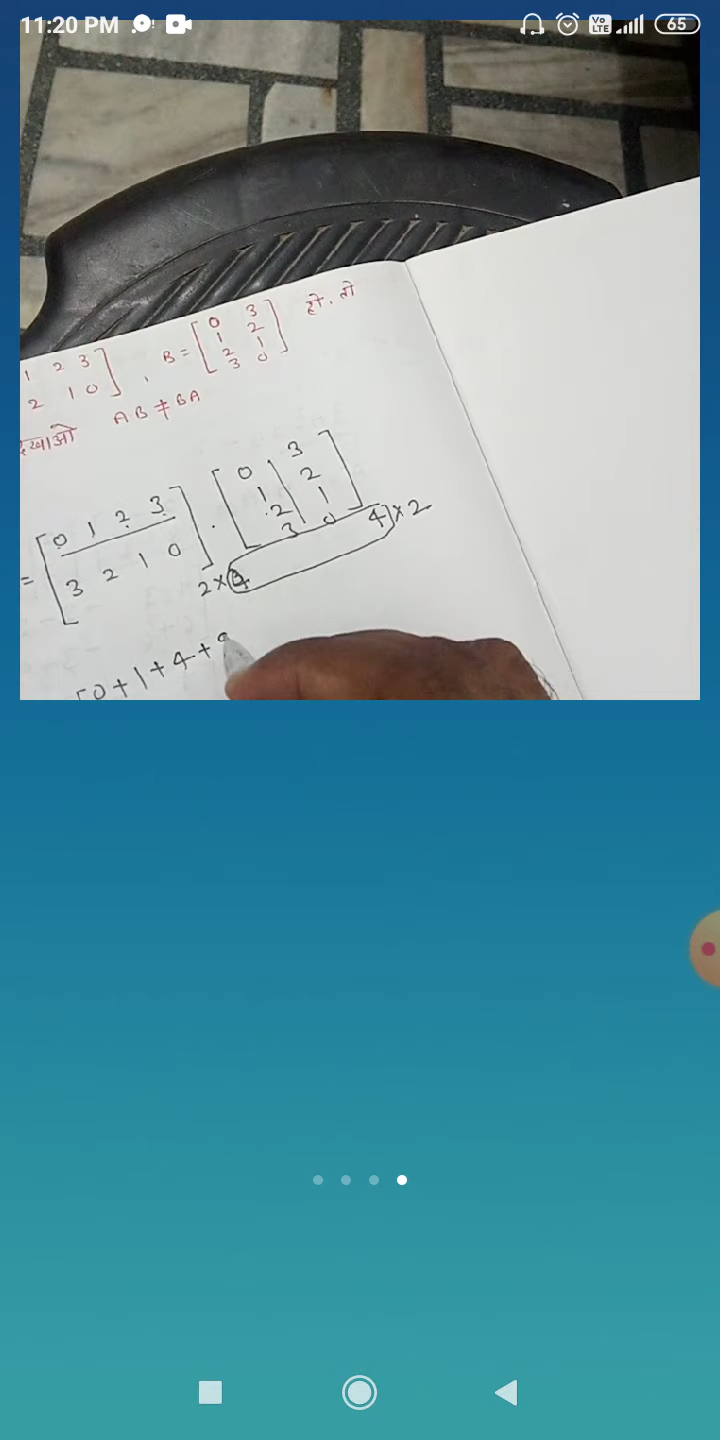 11:20 PM
Vo LTE
65
1 2 3 ] , B = [ 0 3 ] हो. तो
1 2
2 1 0
2 1
3 0
AB ≠ BA
= [ 0 1 2 3 ] . [ 0 3 ]
1 2
3 2 1 0
2 1
3 0
2×4
4×2
[0+1+4+